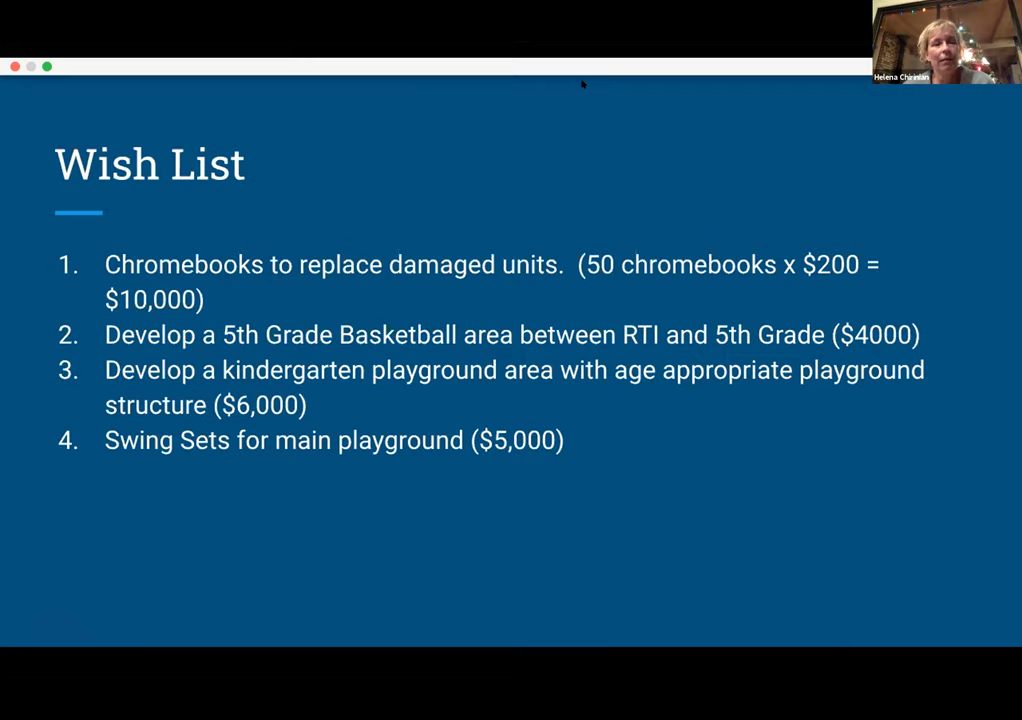 Helena Chirinian
Wish List
1. Chromebooks to replace damaged units. (50 chromebooks x $200 =
$10,000)
2. Develop a 5th Grade Basketball area between RTI and 5th Grade ($4000)
3. Develop a kindergarten playground area with age appropriate playground
structure ($6,000)
4. Swing Sets for main playground ($5,000)